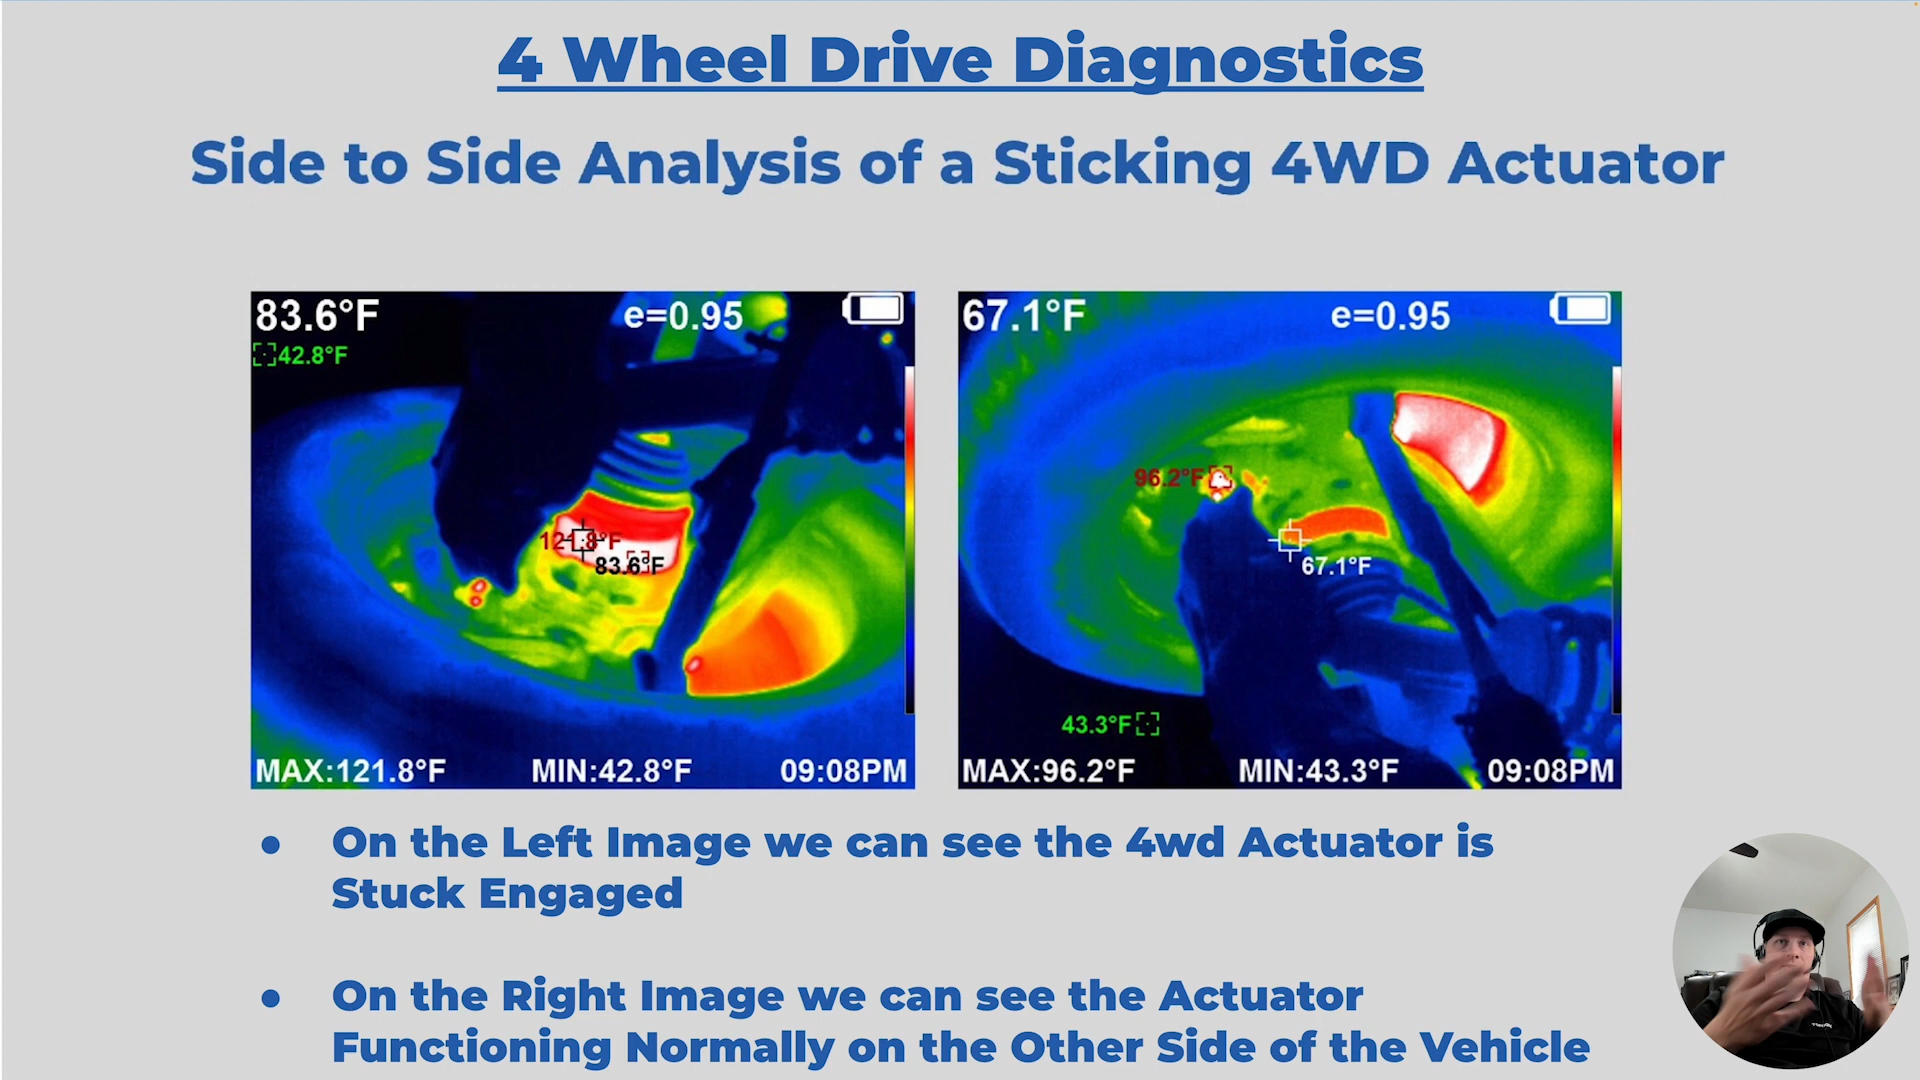 4 Wheel Drive Diagnostics
Side to Side Analysis of a Sticking 4WD Actuator
83.6°F
e=0.95
42.8°F
121.8°F
83.6°F
MAX:121.8°F
MIN:42.8°F
09:08PM
67.1°F
e=0.95
96.2°F
67.1°F
43.3°F
MAX:96.2°F
MIN:43.3°F
09:08PM
• On the Left Image we can see the 4wd Actuator is
Stuck Engaged
• On the Right Image we can see the Actuator
Functioning Normally on the Other Side of the Vehicle